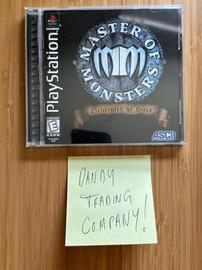 PlayStation
MASTER OF
MONSTERS
Disciples of Gaia
E
ASCII
DANDY
TRADING
COMPANY!